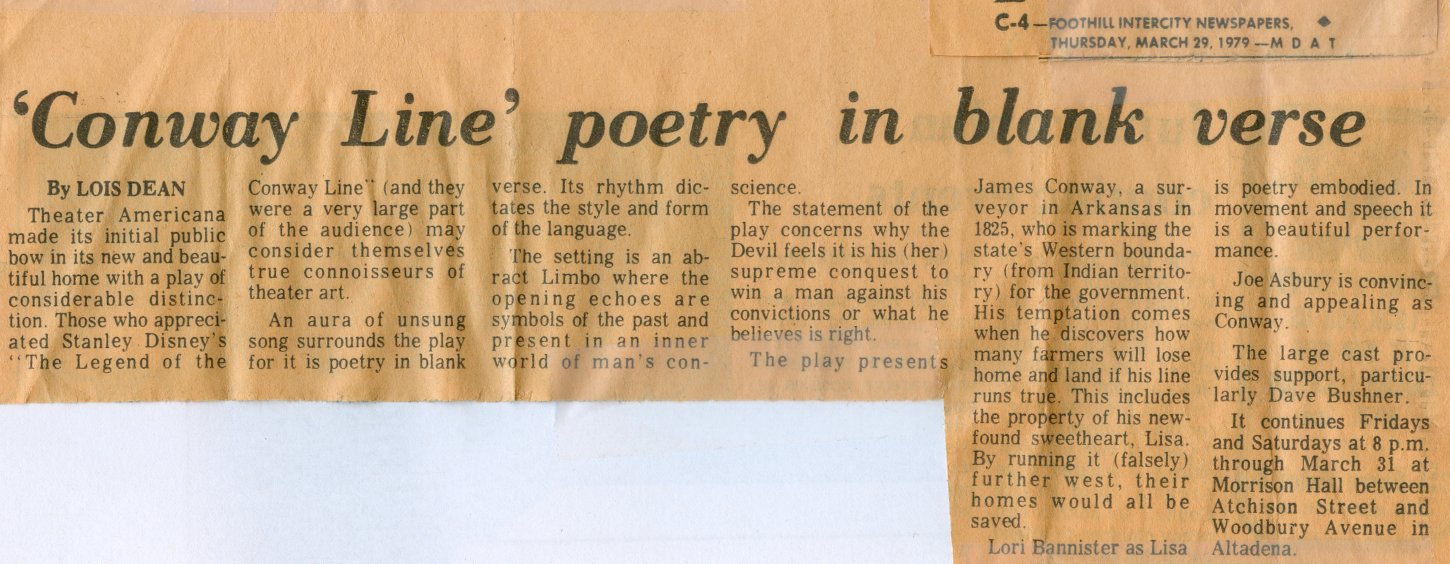 C-4—FOOTHILL INTERCITY NEWSPAPERS,
THURSDAY, MARCH 29, 1979 —M D A T
'Conway Line' poetry in blank verse
By LOIS DEAN
Theater Americana
made its initial public
bow in its new and beau-
tiful home with a play of
considerable distinc-
tion. Those who appreci-
ated Stanley Disney's
"The Legend of the
Conway Line" (and they
were a very large part
of the audience) may
consider themselves
true connoisseurs of
theater art.
An aura of unsung
song surrounds the play
for it is poetry in blank
verse. Its rhythm dic-
tates the style and form
of the language.
The setting is an ab-
ract Limbo where the
opening echoes are
symbols of the past and
present in an inner
world of man's con-
science.
The statement of the
play concerns why the
Devil feels it is his (her)
supreme conquest to
win a man against his
convictions or what he
believes is right.
The play presents
James Conway, a sur-
veyor in Arkansas in
1825, who is marking the
state's Western bounda-
ry (from Indian territo-
ry) for the government.
His temptation comes
when he discovers how
many farmers will lose
home and land if his line
runs true. This includes
the property of his new-
found sweetheart, Lisa.
By running it (falsely)
further west, their
homes would all be
saved.
Lori Bannister as Lisa
is poetry embodied. In
movement and speech it
is a beautiful perfor-
mance.
Joe Asbury is convinc-
ing and appealing as
Conway.
The large cast pro-
vides support, particu-
larly Dave Bushner.
It continues Fridays
and Saturdays at 8 p.m.
through March 31 at
Morrison Hall between
Atchison Street and
Woodbury Avenue in
Altadena.